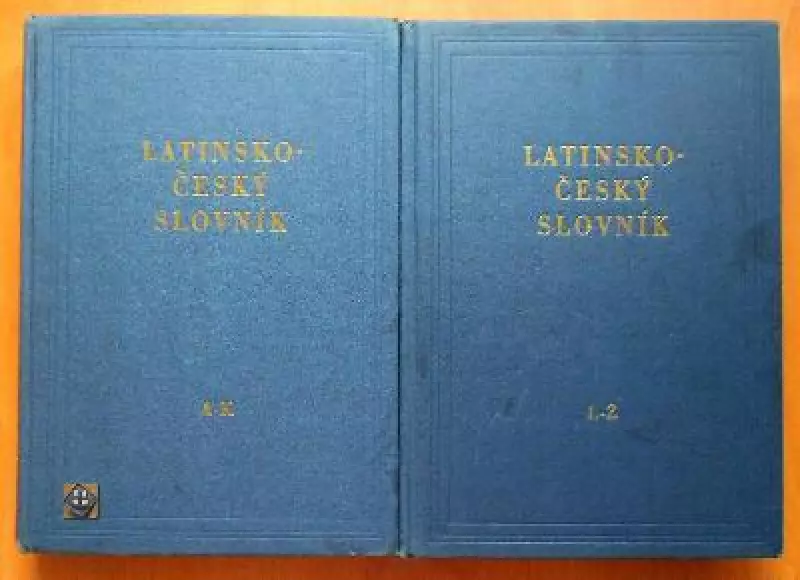 LATINSKO-
ČESKÝ
SLOVNÍK
A-K
LATINSKO-
ČESKÝ
SLOVNÍK
L-Z